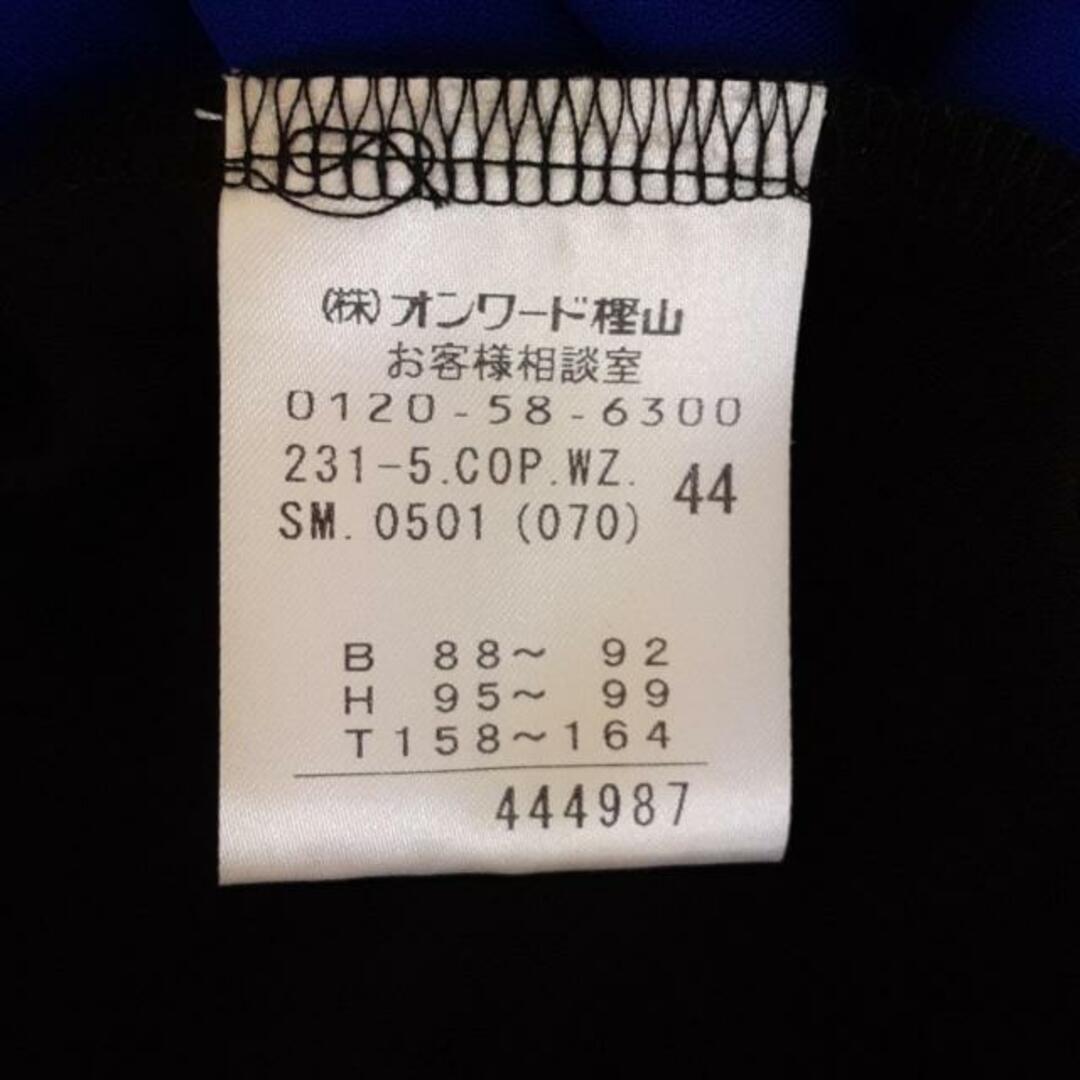 (株)オンワード樫山
お客様相談室
0120-58-6300
231-5.COP.WZ. 44
SM.0501(070)
B 88~ 92
H 95~ 99
T158~164
444987